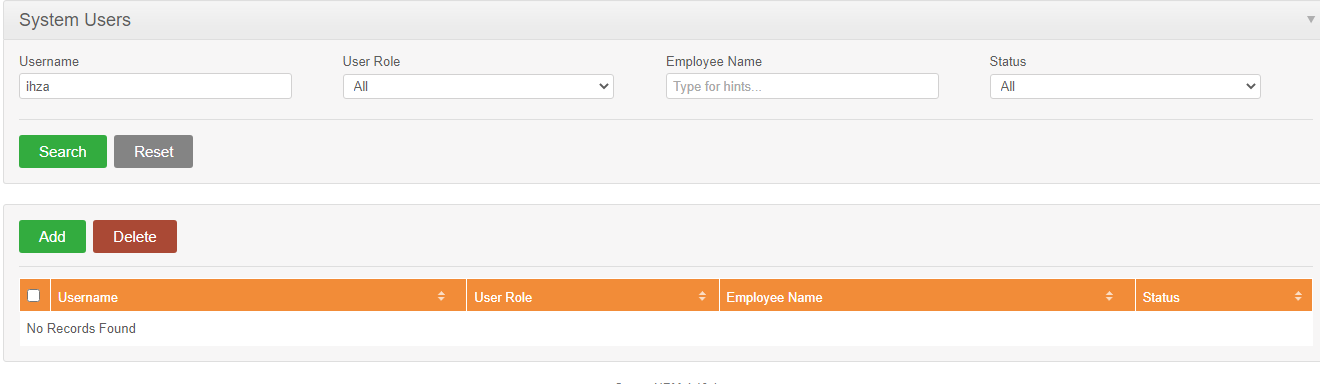 System Users
Username User Role Employee Name Status
ihza All Type for hints... All
Search Reset
Add Delete
Username User Role Employee Name Status
No Records Found